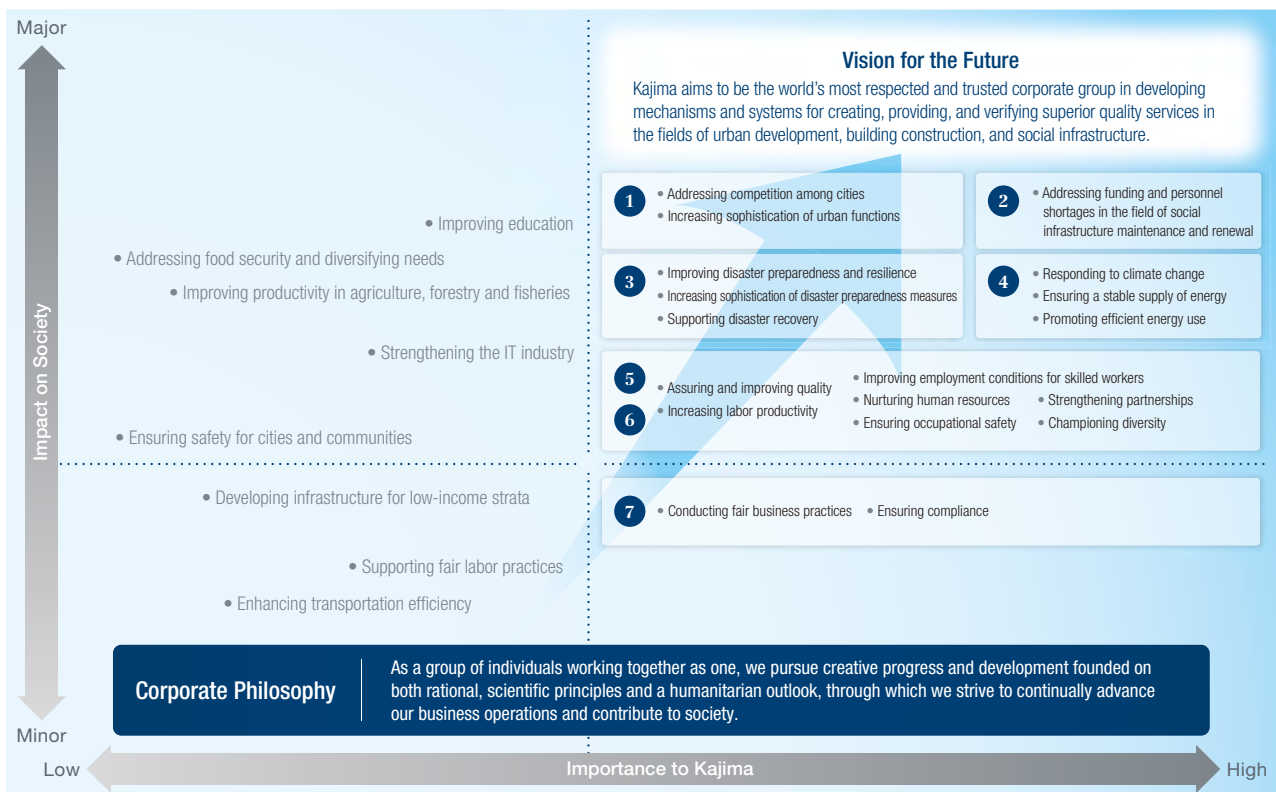 Major
Vision for the Future
Kajima aims to be the world's most respected and trusted corporate group in developing
mechanisms and systems for creating, providing, and verifying superior quality services in
the fields of urban development, building construction, and social infrastructure.
1
• Addressing competition among cities
• Increasing sophistication of urban functions
2
• Addressing funding and personnel
shortages in the field of social
infrastructure maintenance and renewal
• Improving education
• Addressing food security and diversifying needs
• Improving productivity in agriculture, forestry and fisheries
3
• Improving disaster preparedness and resilience
• Increasing sophistication of disaster preparedness measures
• Supporting disaster recovery
4
• Responding to climate change
• Ensuring a stable supply of energy
• Promoting efficient energy use
Impact on Society
• Strengthening the IT industry
5
6
• Assuring and improving quality
• Increasing labor productivity
• Improving employment conditions for skilled workers
• Nurturing human resources
• Strengthening partnerships
• Ensuring occupational safety
• Championing diversity
• Ensuring safety for cities and communities
• Developing infrastructure for low-income strata
7
• Conducting fair business practices
• Ensuring compliance
• Supporting fair labor practices
• Enhancing transportation efficiency
Corporate Philosophy
As a group of individuals working together as one, we pursue creative progress and development founded on
both rational, scientific principles and a humanitarian outlook, through which we strive to continually advance
our business operations and contribute to society.
Minor
Low
Importance to Kajima
High